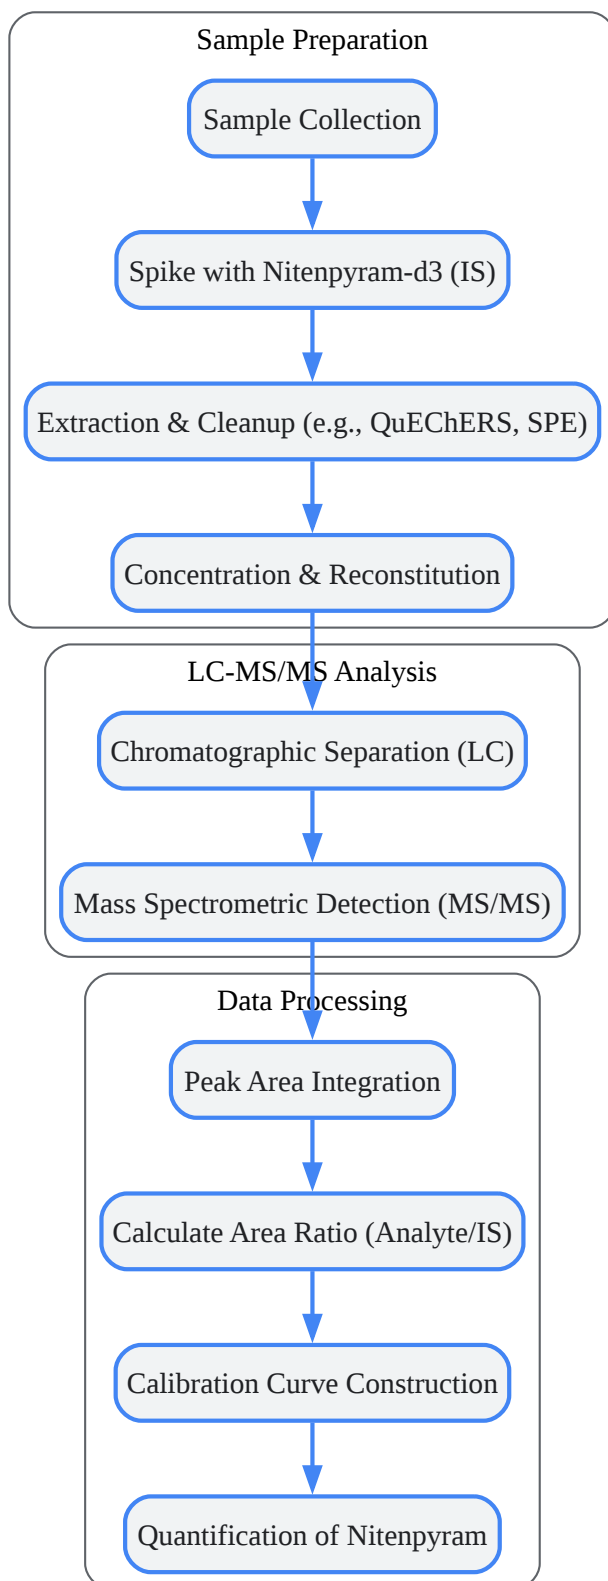 Sample Preparation
Sample Collection
Spike with Nitenpyram-d3 (IS)
Extraction & Cleanup (e.g., QuEChERS, SPE)
Concentration & Reconstitution
LC-MS/MS Analysis
Chromatographic Separation (LC)
Mass Spectrometric Detection (MS/MS)
Data Processing
Peak Area Integration
Calculate Area Ratio (Analyte/IS)
Calibration Curve Construction
Quantification of Nitenpyram